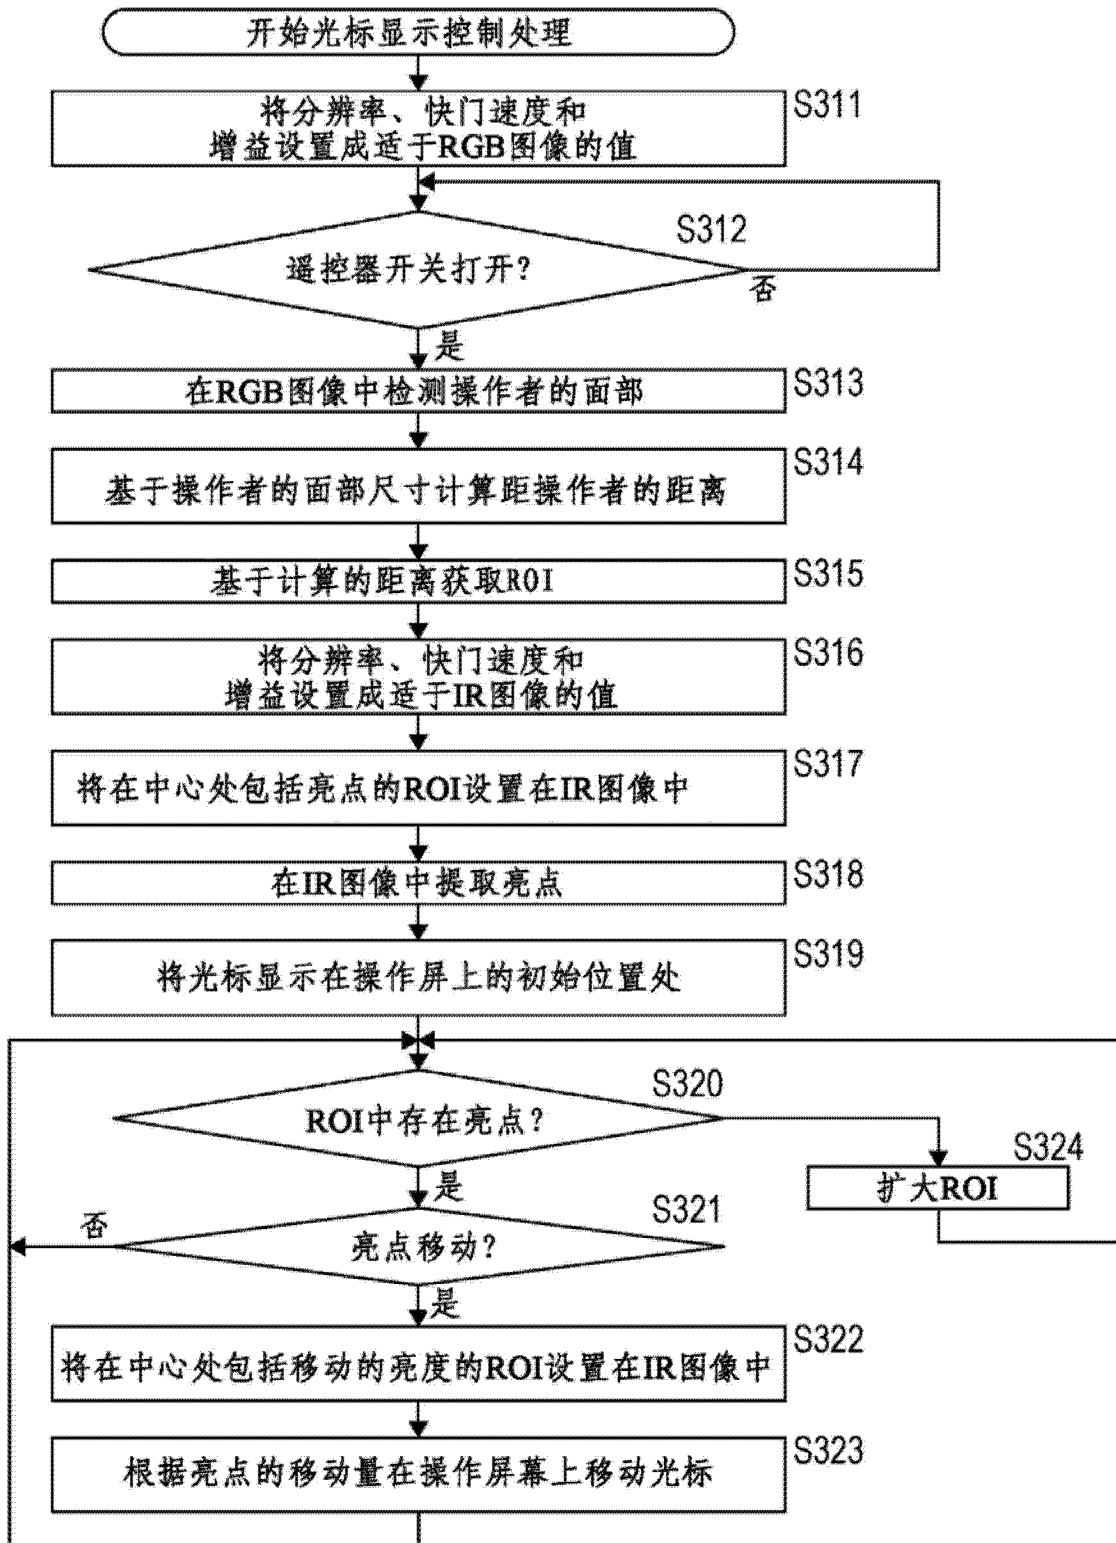 开始光标显示控制处理
S311
将分辨率、快门速度和
增益设置成适于RGB图像的值
S312
遥控器开关打开?
否
是
S313
在RGB图像中检测操作者的面部
S314
基于操作者的面部尺寸计算距操作者的距离
S315
基于计算的距离获取ROI
S316
将分辨率、快门速度和
增益设置成适于IR图像的值
S317
将在中心处包括亮点的ROI设置在IR图像中
S318
在IR图像中提取亮点
S319
将光标显示在操作屏上的初始位置处
S320
ROI中存在亮点?
是
S324
扩大ROI
S321
否
亮点移动?
是
S322
将在中心处包括移动的亮度的ROI设置在IR图像中
S323
根据亮点的移动量在操作屏幕上移动光标